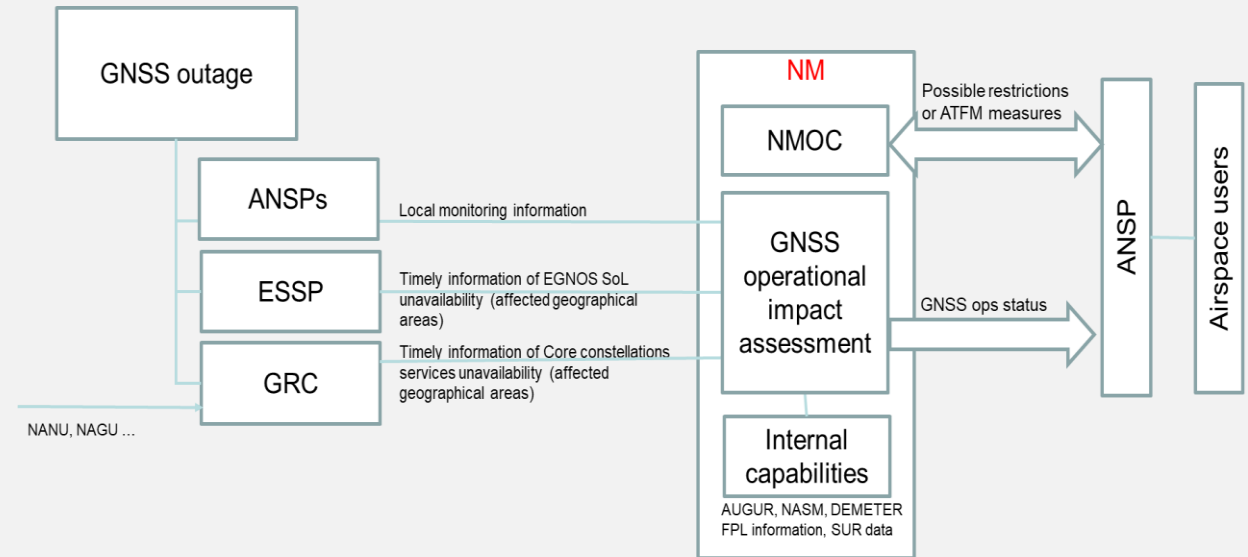 GNSS outage
ANSPs
ESSP
GRC
NANU, NAGU ...
Local monitoring information
Timely information of EGNOS SoL
unavailability (affected geographical
areas)
Timely information of Core constellations
services unavailability (affected
geographical areas)
NM
NMOC
GNSS
operational
impact
assessment
Internal
capabilities
AUGUR, NASM, DEMETER
FPL information, SUR data
Possible restrictions
or ATFM measures
GNSS ops status
ANSP
Airspace users